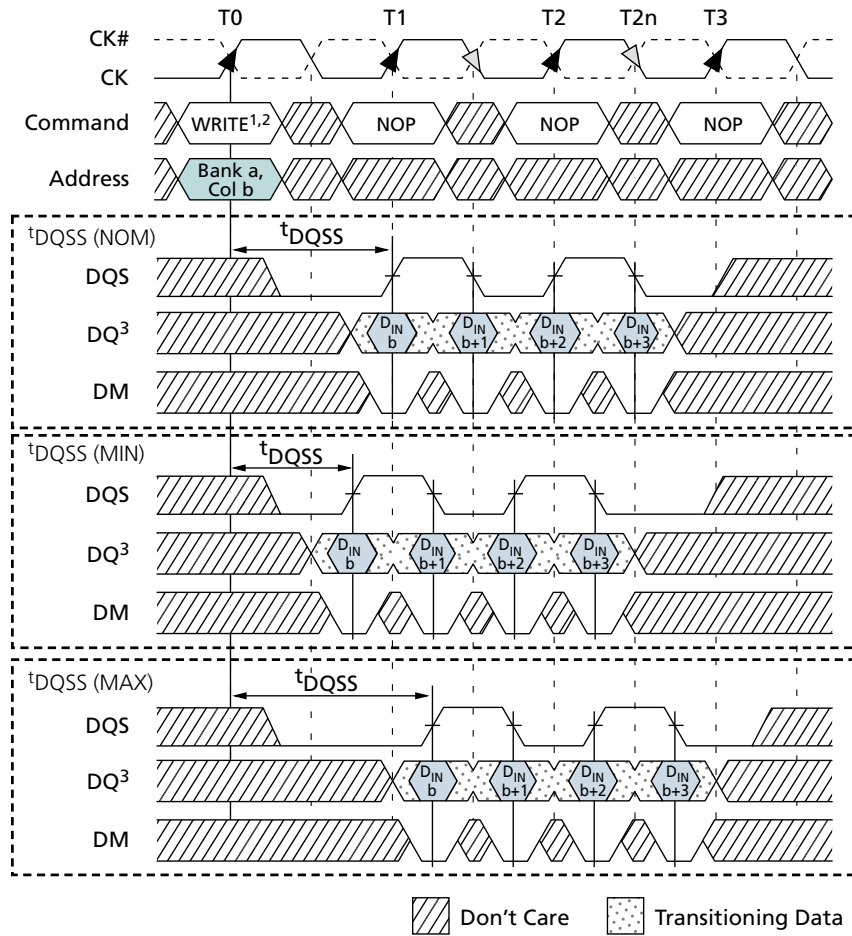 T0 T1 T2 T2n T3
CK#
CK
Command WRITE1,2 NOP NOP NOP
Address Bank a, Col b
tDQSS (NOM) tDQSS
DQS
DQ3 DIN b DIN b+1 DIN b+2 DIN b+3
DM
tDQSS (MIN) tDQSS
DQS
DQ3 DIN b DIN b+1 DIN b+2 DIN b+3
DM
tDQSS (MAX) tDQSS
DQS
DQ3 DIN b DIN b+1 DIN b+2 DIN b+3
DM
Don't Care Transitioning Data